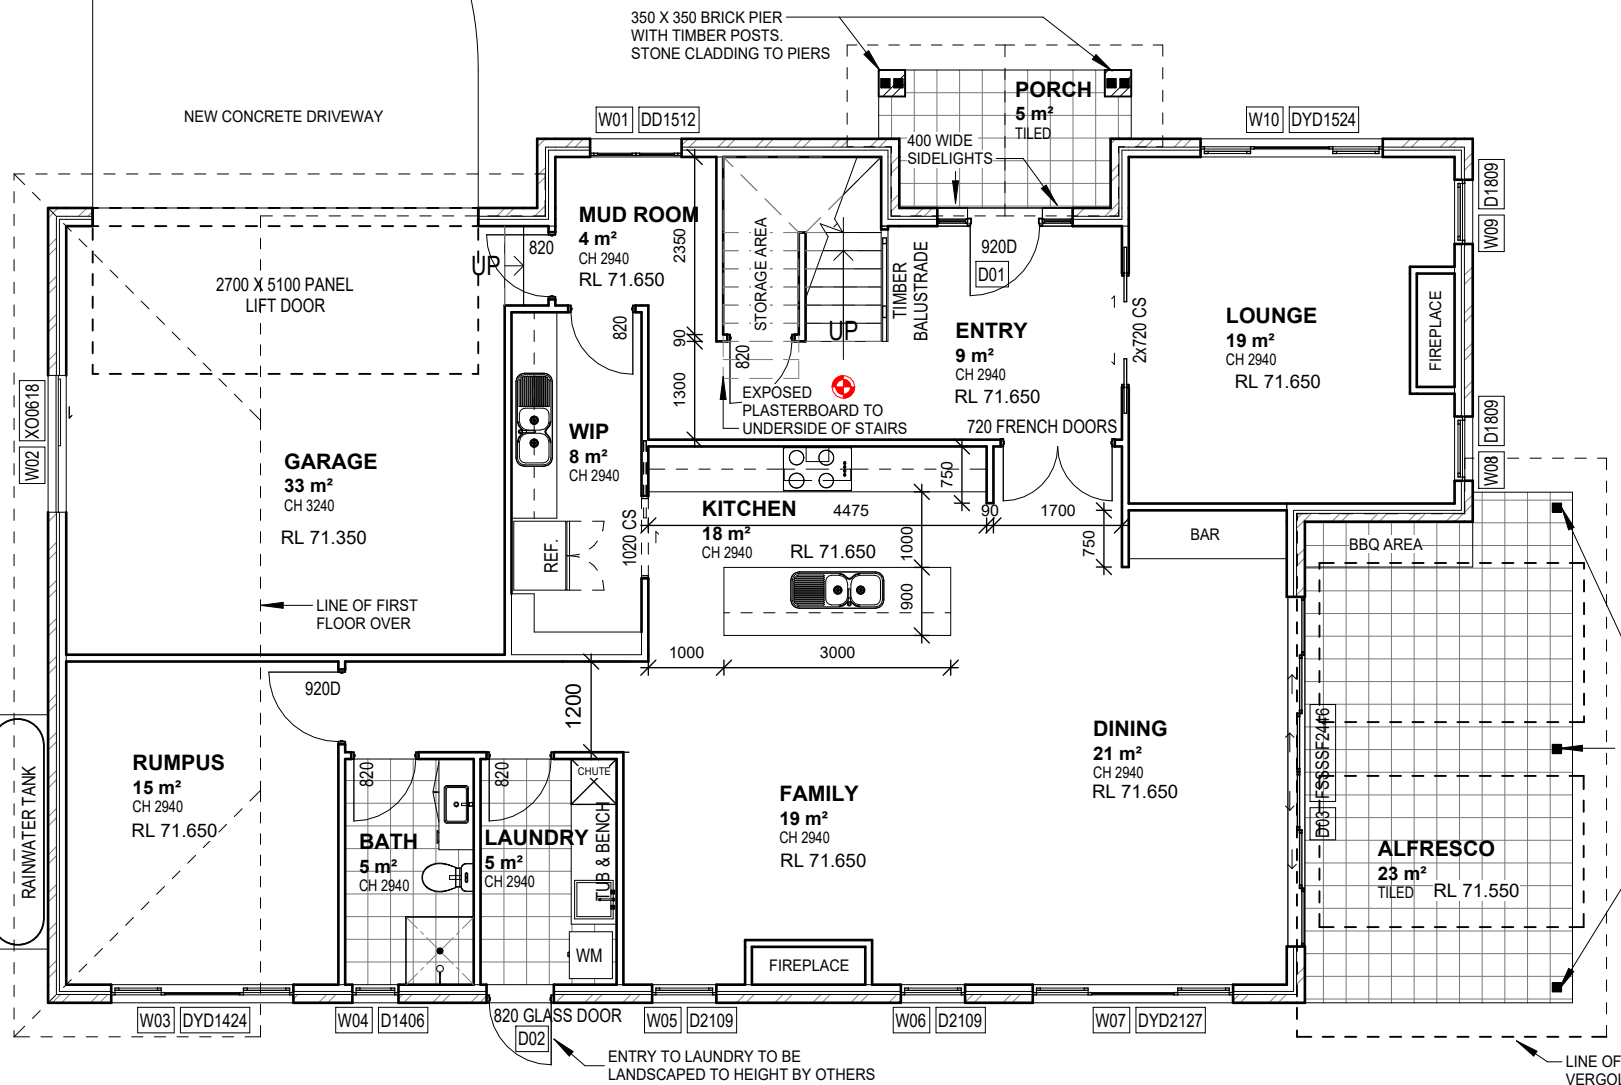 350 X 350 BRICK PIER
WITH TIMBER POSTS.
STONE CLADDING TO PIERS
NEW CONCRETE DRIVEWAY
W01 DD1512
PORCH
5 m²
TILED
400 WIDE
SIDELIGHTS
W10 DYD1524
D1809
W09
MUD ROOM
4 m²
CH 2940
RL 71.650
820
UP
2350
STORAGE AREA
TIMBER
BALUSTRADE
920D
D01
2700 X 5100 PANEL
LIFT DOOR
820
90
820
UP
ENTRY
9 m²
CH 2940
RL 71.650
2x720 CS
LOUNGE
19 m²
CH 2940
RL 71.650
FIREPLACE
1300
EXPOSED
PLASTERBOARD TO
UNDERSIDE OF STAIRS
720 FRENCH DOORS
XO0618
W02
D1809
W08
GARAGE
33 m²
CH 3240
RL 71.350
WIP
8 m²
CH 2940
REF.
1020 CS
KITCHEN
18 m²
CH 2940
RL 71.650
4475
750
90
1700
1000
750
900
BAR
BBQ AREA
LINE OF FIRST
FLOOR OVER
1000
3000
920D
1200
RUMPUS
15 m²
CH 2940
RL 71.650
RAINWATER TANK
820
820
CHUTE
BATH
5 m²
CH 2940
LAUNDRY
5 m²
CH 2940
TUB & BENCH
WM
FAMILY
19 m²
CH 2940
RL 71.650
DINING
21 m²
CH 2940
RL 71.650
D03 FSSSSF2446
ALFRESCO
23 m²
TILED RL 71.550
FIREPLACE
W03 DYD1424
W04 D1406
820 GLASS DOOR
D02
W05 D2109
W06 D2109
W07 DYD2127
ENTRY TO LAUNDRY TO BE
LANDSCAPED TO HEIGHT BY OTHERS
LINE OF